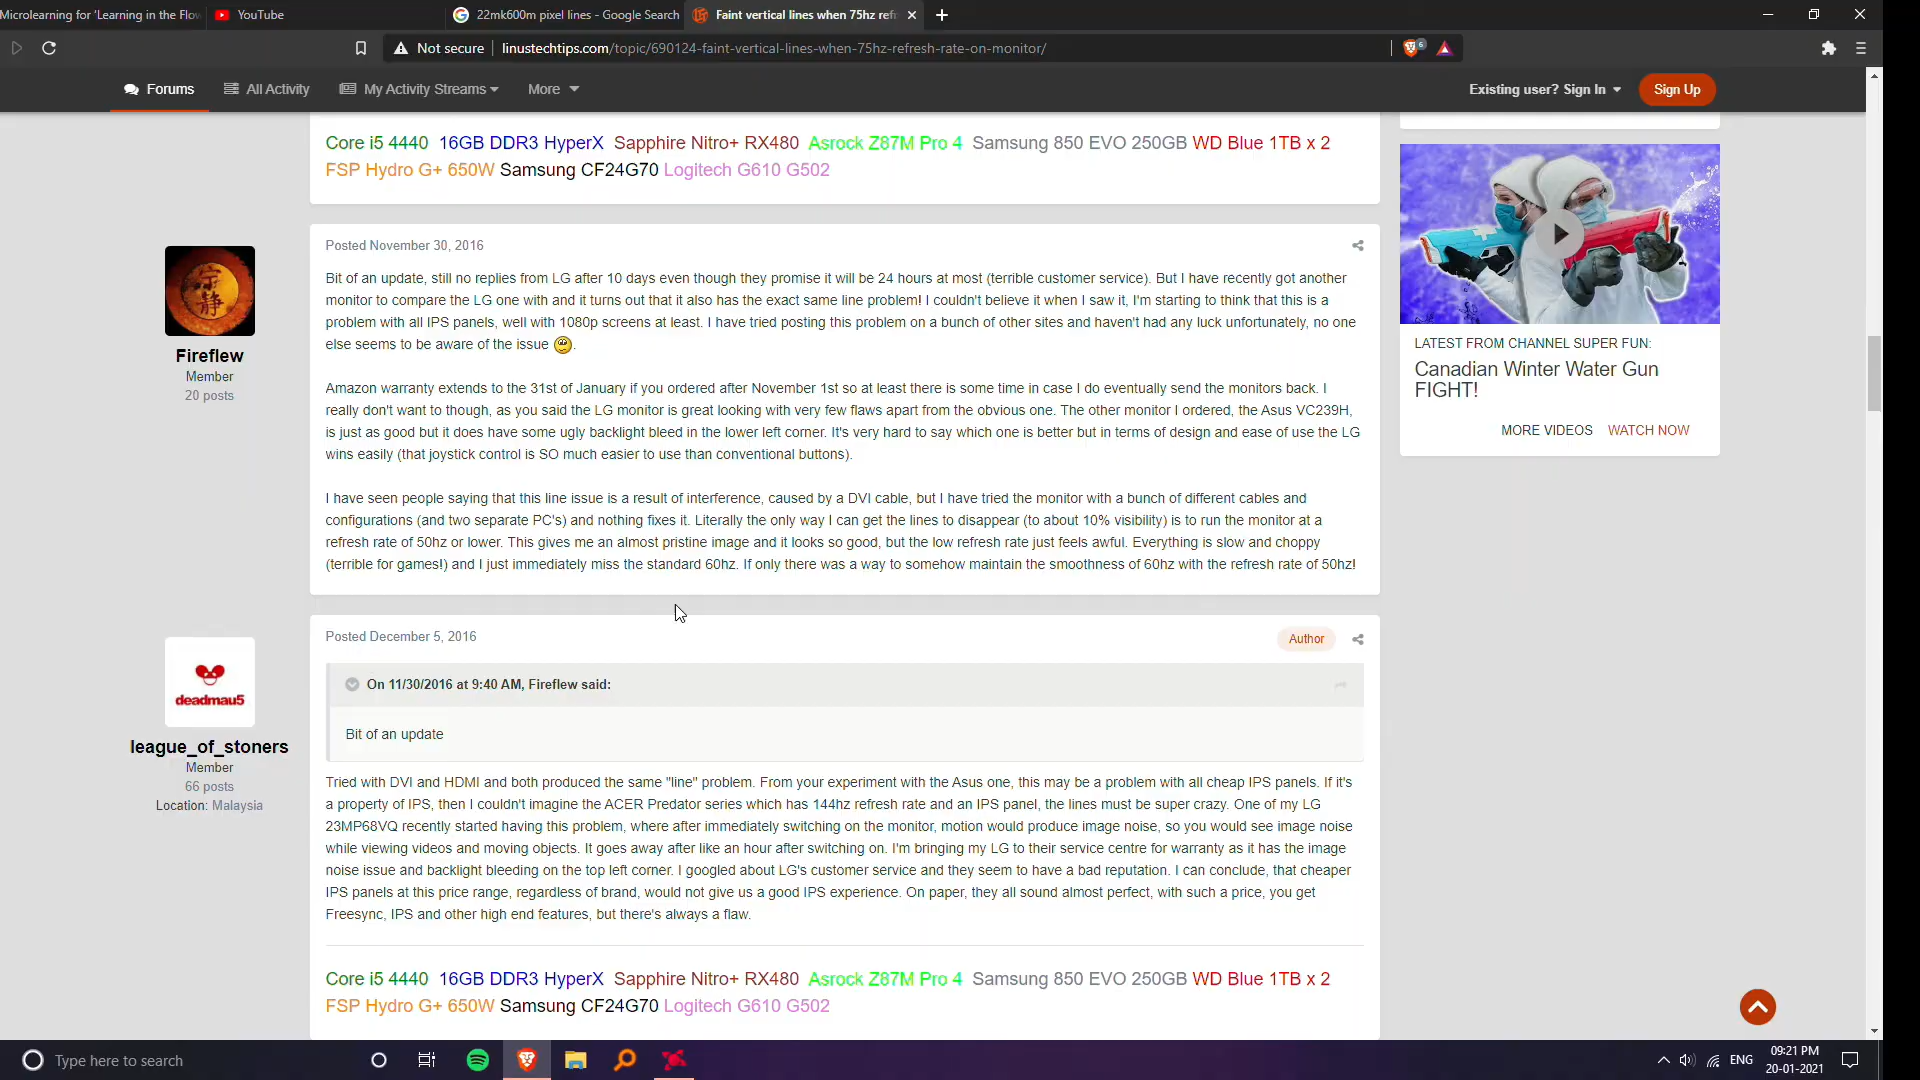 Microlearning for 'Learning in the Flow
YouTube
22mk600m pixel lines - Google Search
Faint vertical lines when 75hz ref
Not secure
linustechtips.com/topic/690124-faint-vertical-lines-when-75hz-refresh-rate-on-monitor/
6
Forums
All Activity
My Activity Streams
More
Existing user? Sign In
Sign Up
Core i5 4440 16GB DDR3 HyperX Sapphire Nitro+ RX480 Asrock Z87M Pro 4 Samsung 850 EVO 250GB WD Blue 1TB x 2
FSP Hydro G+ 650W Samsung CF24G70 Logitech G610 G502
Fireflew
Member
20 posts
Posted November 30, 2016
Bit of an update, still no replies from LG after 10 days even though they promise it will be 24 hours at most (terrible customer service). But I have recently got another
monitor to compare the LG one with and it turns out that it also has the exact same line problem! I couldn't believe it when I saw it, I'm starting to think that this is a
problem with all IPS panels, well with 1080p screens at least. I have tried posting this problem on a bunch of other sites and haven't had any luck unfortunately, no one
else seems to be aware of the issue .
Amazon warranty extends to the 31st of January if you ordered after November 1st so at least there is some time in case I do eventually send the monitors back. I
really don't want to though, as you said the LG monitor is great looking with very few flaws apart from the obvious one. The other monitor I ordered, the Asus VC239H,
is just as good but it does have some ugly backlight bleed in the lower left corner. It's very hard to say which one is better but in terms of design and ease of use the LG
wins easily (that joystick control is SO much easier to use than conventional buttons).
I have seen people saying that this line issue is a result of interference, caused by a DVI cable, but I have tried the monitor with a bunch of different cables and
configurations (and two separate PC's) and nothing fixes it. Literally the only way I can get the lines to disappear (to about 10% visibility) is to run the monitor at a
refresh rate of 50hz or lower. This gives me an almost pristine image and it looks so good, but the low refresh rate just feels awful. Everything is slow and choppy
(terrible for games!) and I just immediately miss the standard 60hz. If only there was a way to somehow maintain the smoothness of 60hz with the refresh rate of 50hz!
LATEST FROM CHANNEL SUPER FUN:
Canadian Winter Water Gun
FIGHT!
MORE VIDEOS WATCH NOW
deadmau5
league_of_stoners
Member
66 posts
Location: Malaysia
Posted December 5, 2016
Author
On 11/30/2016 at 9:40 AM, Fireflew said:
Bit of an update
Tried with DVI and HDMI and both produced the same "line" problem. From your experiment with the Asus one, this may be a problem with all cheap IPS panels. If it's
a property of IPS, then I couldn't imagine the ACER Predator series which has 144hz refresh rate and an IPS panel, the lines must be super crazy. One of my LG
23MP68VQ recently started having this problem, where after immediately switching on the monitor, motion would produce image noise, so you would see image noise
while viewing videos and moving objects. It goes away after like an hour after switching on. I'm bringing my LG to their service centre for warranty as it has the image
noise issue and backlight bleeding on the top left corner. I googled about LG's customer service and they seem to have a bad reputation. I can conclude, that cheaper
IPS panels at this price range, regardless of brand, would not give us a good IPS experience. On paper, they all sound almost perfect, with such a price, you get
Freesync, IPS and other high end features, but there's always a flaw.
Core i5 4440 16GB DDR3 HyperX Sapphire Nitro+ RX480 Asrock Z87M Pro 4 Samsung 850 EVO 250GB WD Blue 1TB x 2
FSP Hydro G+ 650W Samsung CF24G70 Logitech G610 G502
Type here to search
ENG
09:21 PM
20-01-2021